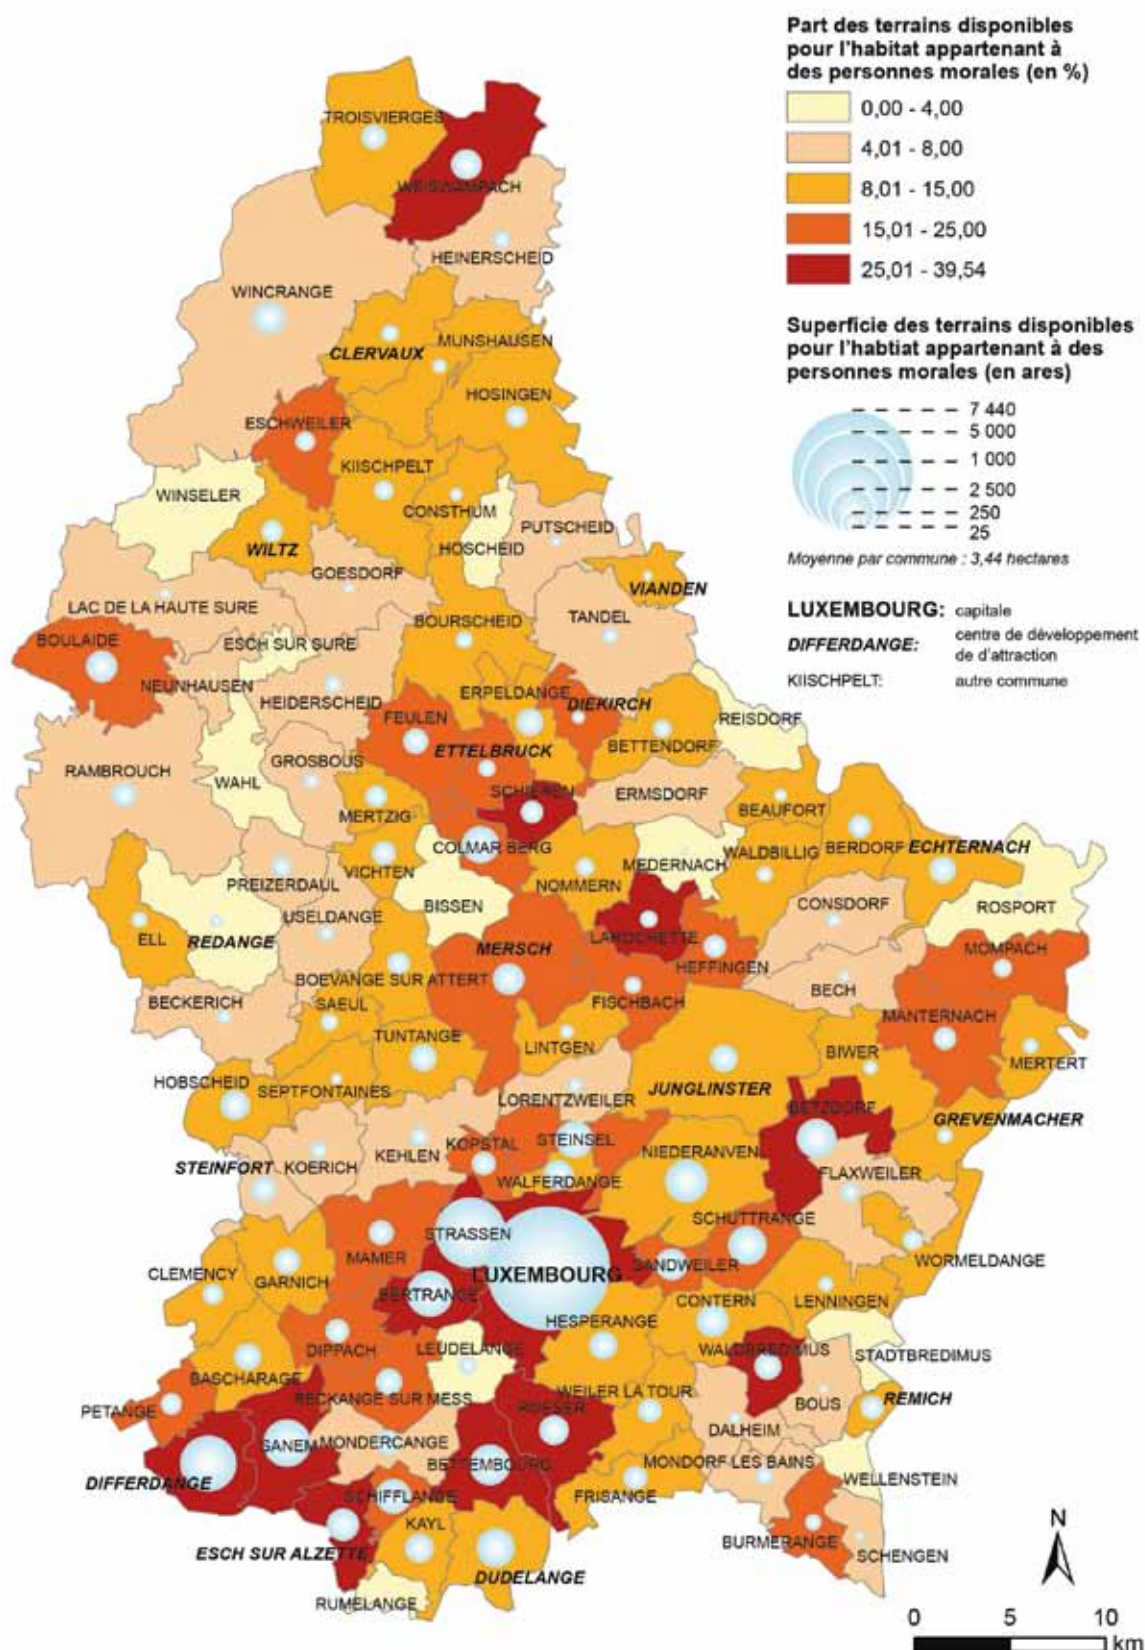 Part des terrains disponibles
pour l'habitat appartenant à
des personnes morales (en %)
0,00 - 4,00
4,01 - 8,00
8,01 - 15,00
15,01 - 25,00
25,01 - 39,54
Superficie des terrains disponibles
pour l'habtiat appartenant à des
personnes morales (en ares)
7 440
5 000
1 000
2 500
250
25
Moyenne par commune : 3,44 hectares
LUXEMBOURG: capitale
DIFFERDANGE: centre de développement
de d'attraction
KIISCHPELT: autre commune
TROISVIERGES
WEISWAMPACH
HEINERSCHEID
WINCRANGE
CLERVAUX
MUNSHAUSEN
HOSINGEN
ESCHWEILER
KIISCHPELT
WINSELER
CONSTHUM
PUTSCHEID
WILTZ
HOSCHEID
GOESDORF
VIANDEN
LAC DE LA HAUTE SURE
TANDEL
BOURSCHEID
BOULAIDE
ESCH SUR SURE
NEUNHAUSEN
HEIDERSCHEID
ERPELDANGE
DIEKIRCH
FEULEN
REISDORF
ETTELBRUCK
BETTENDORF
GROSBOUS
RAMBROUCH
WAHL
SCHIEREN
ERMSDORF
BEAUFORT
MERTZIG
COLMAR BERG
MEDERNACH
WALDBILLIG
BERDORF
ECHTERNACH
VICHTEN
PREIZERDAUL
NOMMERN
BISSEN
CONSDORF
ROSPORT
USELDANGE
ELL
REDANGE
LAROCHETTE
MERSCH
MOMPACH
HEFFINGEN
BOEVANGE SUR ATTERT
BECH
BECKERICH
SAEUL
FISCHBACH
MANTERNACH
TUNTANGE
LINTGEN
BIWER
MERTERT
HOBSCHEID
SEPTFONTAINES
JUNGLINSTER
LORENTZWEILER
BETZDORF
GREVENMACHER
STEINSEL
KOPSTAL
KEHLEN
NIEDERANVEN
STEINFORT
KOERICH
FLAXWEILER
WALFERDANGE
SCHUTTRANGE
STRASSEN
MAMER
SANDWEILER
WORMELDANGE
CLEMENCY
GARNICH
LUXEMBOURG
BERTRANGE
CONTERN
LENNINGEN
HESPERANGE
DIPPACH
LEUDELANGE
WALDBREDIMUS
STADTBREDIMUS
BASCHARAGE
RECKANGE SUR MESS
WEILER LA TOUR
REMICH
PETANGE
ROESER
BOUS
DALHEIM
SANEM
MONDERCANGE
BETTEMBOURG
MONDORF LES BAINS
WELLENSTEIN
DIFFERDANGE
SCHIFFLANGE
FRISANGE
KAYL
BURMERANGE
SCHENGEN
ESCH SUR ALZETTE
DUDELANGE
RUMELANGE
N
0 5 10
km